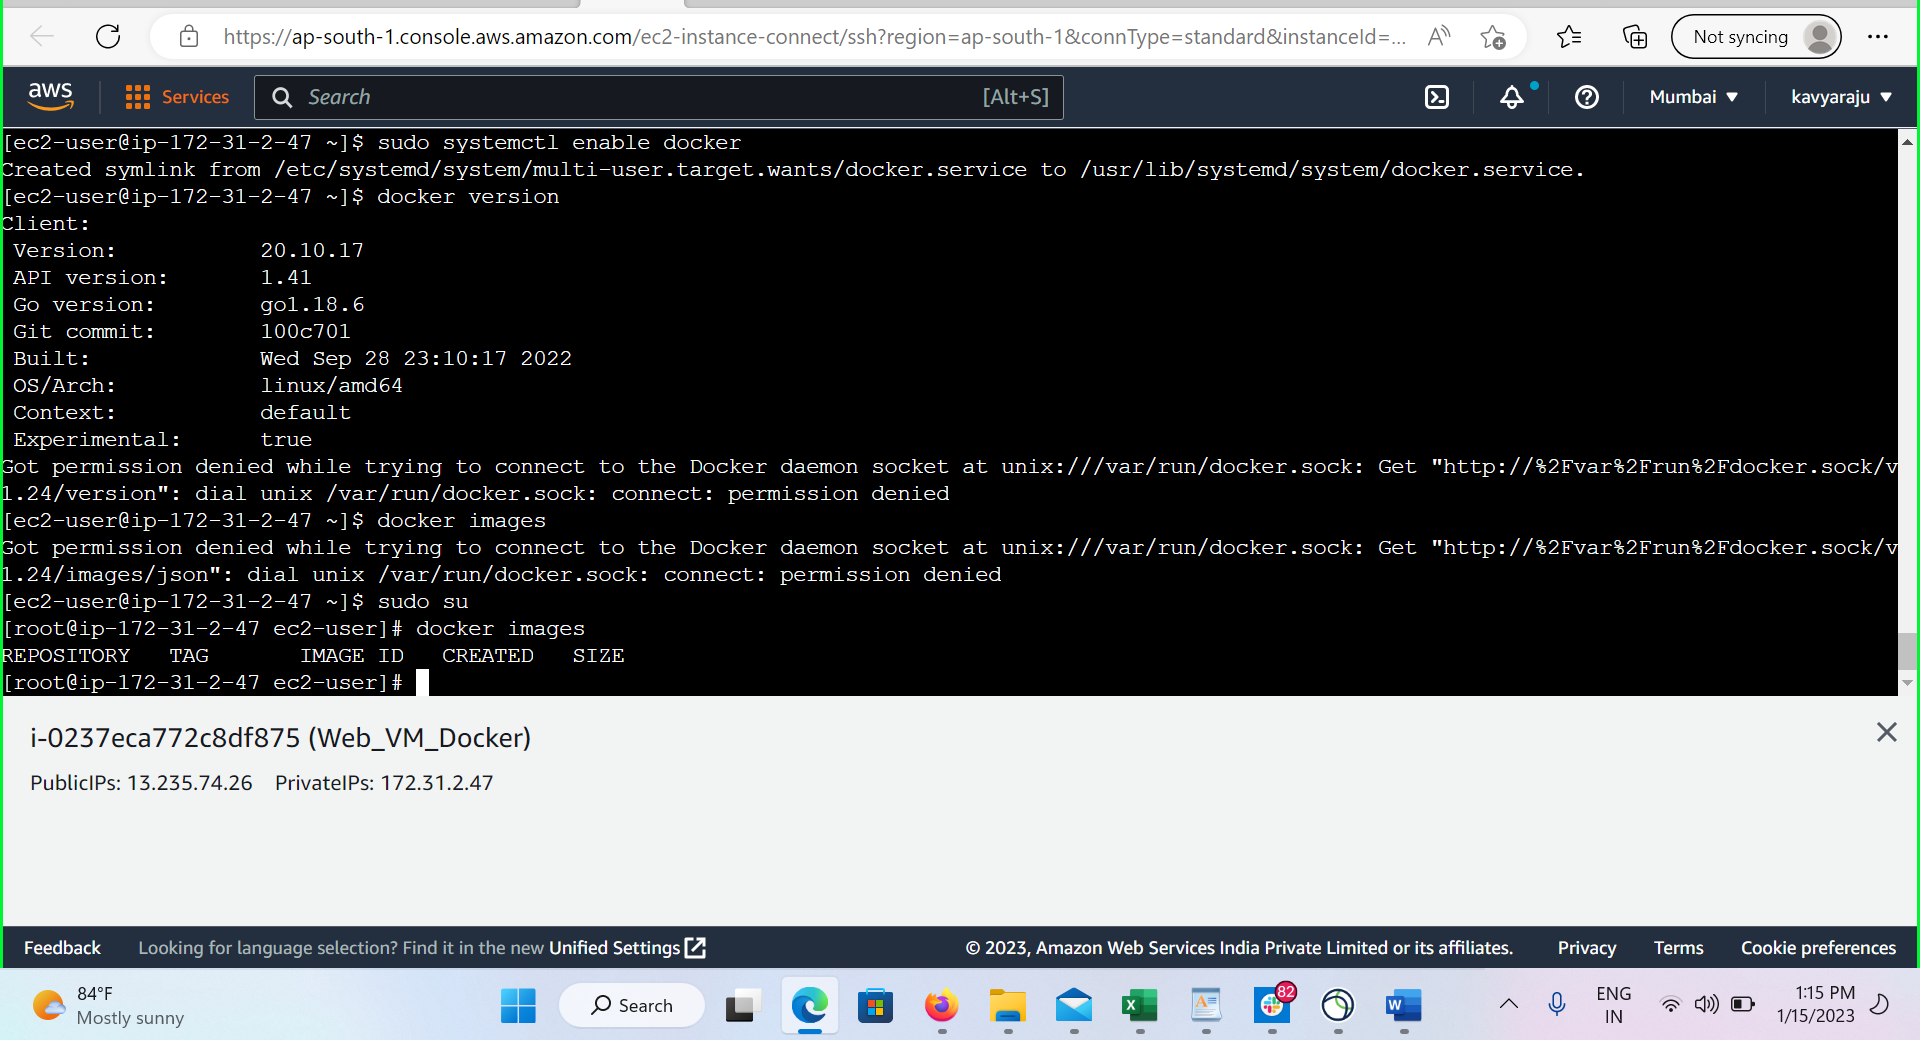 https://ap-south-1.console.aws.amazon.com/ec2-instance-connect/ssh?region=ap-south-1&connType=standard&instanceId=...
Not syncing
aws
Services
Search
[Alt+S]
Mumbai
kavyaraju
[ec2-user@ip-172-31-2-47 ~]$ sudo systemctl enable docker
Created symlink from /etc/systemd/system/multi-user.target.wants/docker.service to /usr/lib/systemd/system/docker.service.
[ec2-user@ip-172-31-2-47 ~]$ docker version
Client:
Version: 20.10.17
API version: 1.41
Go version: go1.18.6
Git commit: 100c701
Built: Wed Sep 28 23:10:17 2022
OS/Arch: linux/amd64
Context: default
Experimental: true
Got permission denied while trying to connect to the Docker daemon socket at unix:///var/run/docker.sock: Get "http://%2Fvar%2Frun%2Fdocker.sock/v
1.24/version": dial unix /var/run/docker.sock: connect: permission denied
[ec2-user@ip-172-31-2-47 ~]$ docker images
Got permission denied while trying to connect to the Docker daemon socket at unix:///var/run/docker.sock: Get "http://%2Fvar%2Frun%2Fdocker.sock/v
1.24/images/json": dial unix /var/run/docker.sock: connect: permission denied
[ec2-user@ip-172-31-2-47 ~]$ sudo su
[root@ip-172-31-2-47 ec2-user]# docker images
REPOSITORY TAG IMAGE ID CREATED SIZE
[root@ip-172-31-2-47 ec2-user]#
i-0237eca772c8df875 (Web_VM_Docker)
PublicIPs: 13.235.74.26 PrivateIPs: 172.31.2.47
Feedback
Looking for language selection? Find it in the new Unified Settings
© 2023, Amazon Web Services India Private Limited or its affiliates.
Privacy
Terms
Cookie preferences
84°F
Mostly sunny
Search
82
ENG
IN
1:15 PM
1/15/2023